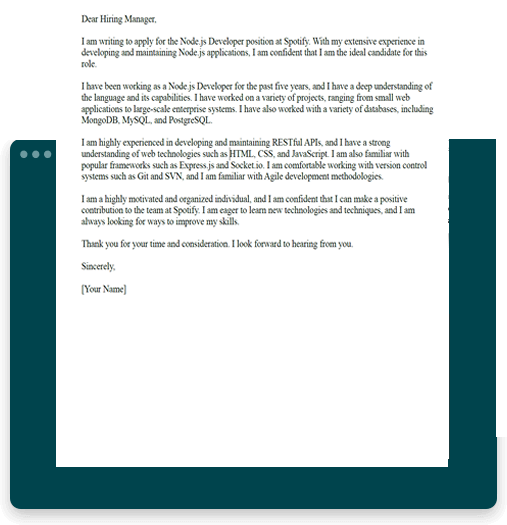 Dear Hiring Manager,
I am writing to apply for the Node.js Developer position at Spotify. With my extensive experience in
developing and maintaining Node.js applications, I am confident that I am the ideal candidate for this
role.
I have been working as a Node.js Developer for the past five years, and I have a deep understanding of
the language and its capabilities. I have worked on a variety of projects, ranging from small web
applications to large-scale enterprise systems. I have also worked with a variety of databases, including
MongoDB, MySQL, and PostgreSQL.
I am highly experienced in developing and maintaining RESTful APIs, and I have a strong
understanding of web technologies such as HTML, CSS, and JavaScript. I am also familiar with
popular frameworks such as Express.js and Socket.io. I am comfortable working with version control
systems such as Git and SVN, and I am familiar with Agile development methodologies.
I am a highly motivated and organized individual, and I am confident that I can make a positive
contribution to the team at Spotify. I am eager to learn new technologies and techniques, and I am
always looking for ways to improve my skills.
Thank you for your time and consideration. I look forward to hearing from you.
Sincerely,
[Your Name]